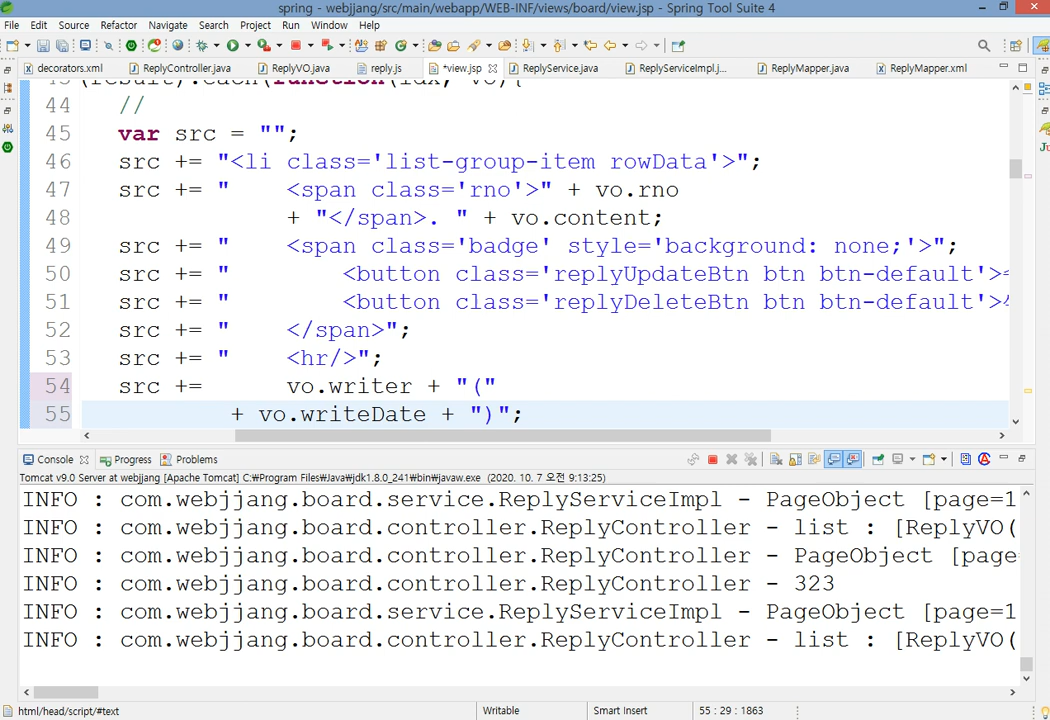 spring - webjjang/src/main/webapp/WEB-INF/views/board/view.jsp - Spring Tool Suite 4
File Edit Source Refactor Navigate Search Project Run Window Help
decorators.xml ReplyController.java ReplyVO.java reply.js *view.jsp ReplyService.java ReplyServiceImpl.j... ReplyMapper.java ReplyMapper.xml
(result).each(function(idx, vo){
44 //
45 var src = "";
46 src += "<li class='list-group-item rowData'>";
47 src += " <span class='rno'>" + vo.rno
48 + "</span>. " + vo.content;
49 src += " <span class='badge' style='background: none;'>";
50 src += " <button class='replyUpdateBtn btn btn-default'>
51 src += " <button class='replyDeleteBtn btn btn-default'>
52 src += " </span>";
53 src += " <hr/>";
54 src += vo.writer + "("
55 + vo.writeDate + ")";
Console Progress Problems
Tomcat v9.0 Server at webjjang [Apache Tomcat] C:\Program Files\Java\jdk1.8.0_241\bin\javaw.exe (2020. 10. 7 오전 9:13:25)
INFO : com.webjjang.board.service.ReplyServiceImpl - PageObject [page=1
INFO : com.webjjang.board.controller.ReplyController - list : [ReplyVO(
INFO : com.webjjang.board.controller.ReplyController - PageObject [page
INFO : com.webjjang.board.controller.ReplyController - 323
INFO : com.webjjang.board.service.ReplyServiceImpl - PageObject [page=1
INFO : com.webjjang.board.controller.ReplyController - list : [ReplyVO(
html/head/script/#text Writable Smart Insert 55 : 29 : 1863